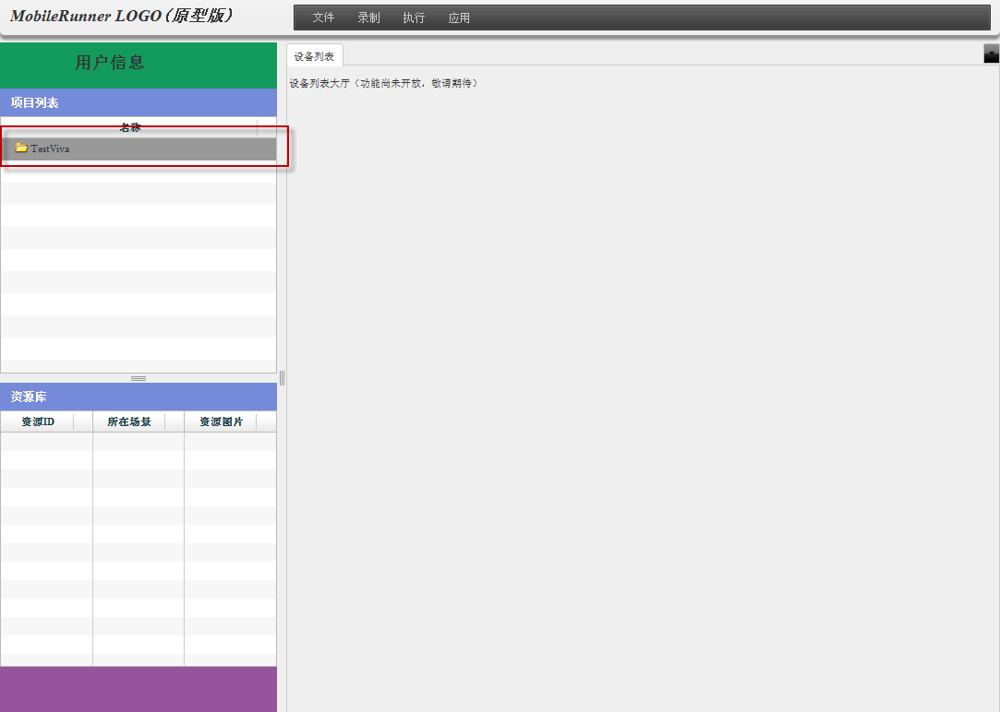 MobileRunner LOGO(原型版)
文件 录制 执行 应用
用户信息
设备列表
设备列表大厅（功能尚未开放，敬请期待）
项目列表
名称
TestViva
资源库
资源ID 所在场景 资源图片